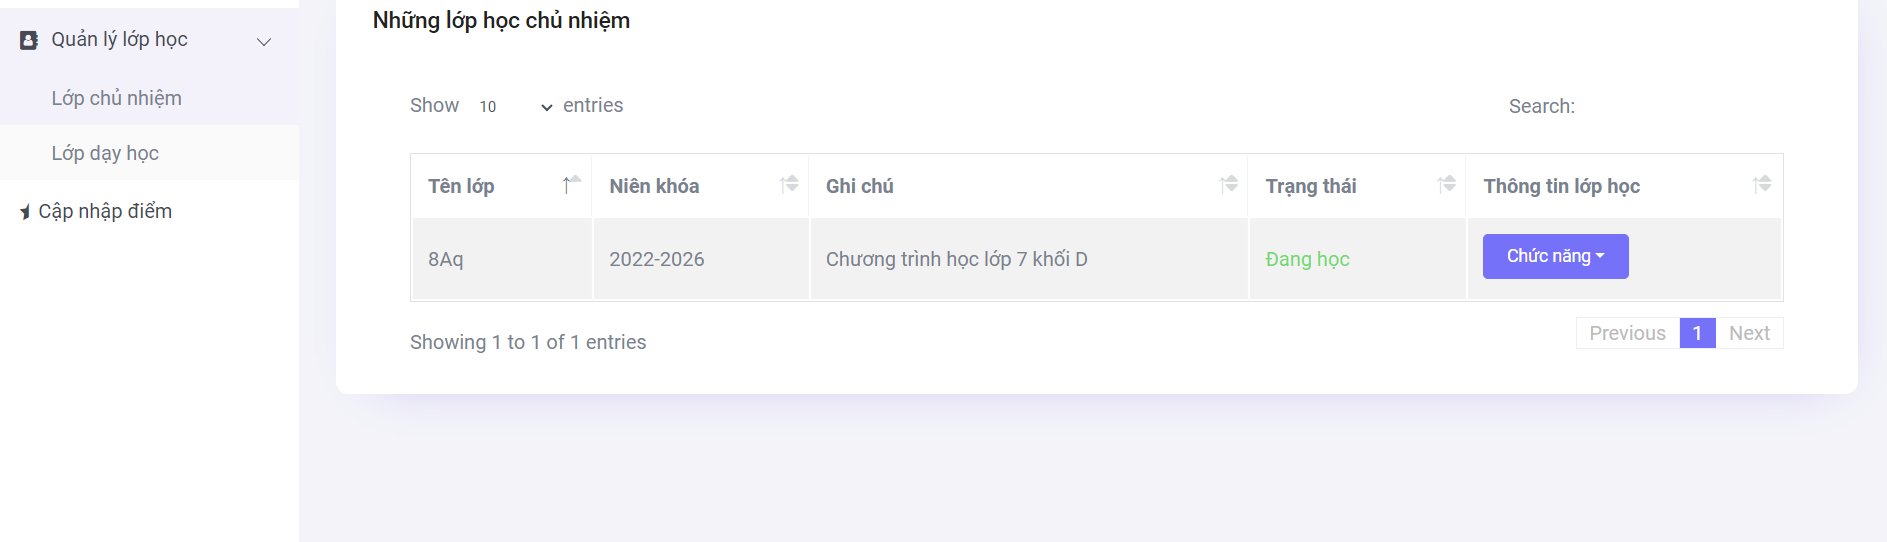 Quản lý lớp học
Lớp chủ nhiệm
Lớp dạy học
Cập nhập điểm
Những lớp học chủ nhiệm
Show 10 entries
Search:
Tên lớp Niên khóa Ghi chú Trạng thái Thông tin lớp học
8Aq 2022-2026 Chương trình học lớp 7 khối D Đang học Chức năng
Showing 1 to 1 of 1 entries
Previous 1 Next